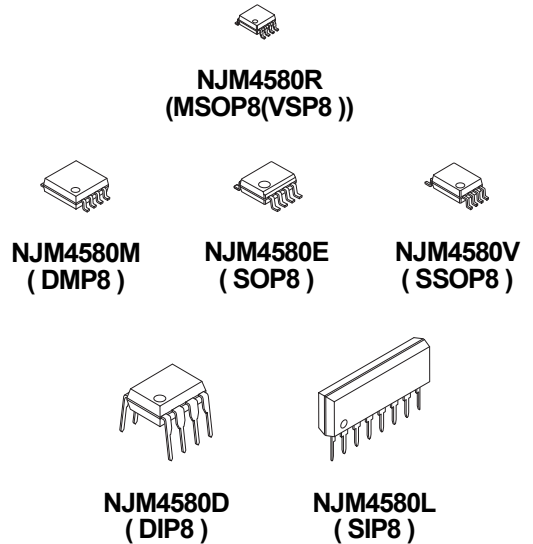 NJM4580R
(MSOP8(VSP8 ))
NJM4580M
( DMP8 )
NJM4580E
( SOP8 )
NJM4580V
( SSOP8 )
NJM4580D
( DIP8 )
NJM4580L
( SIP8 )